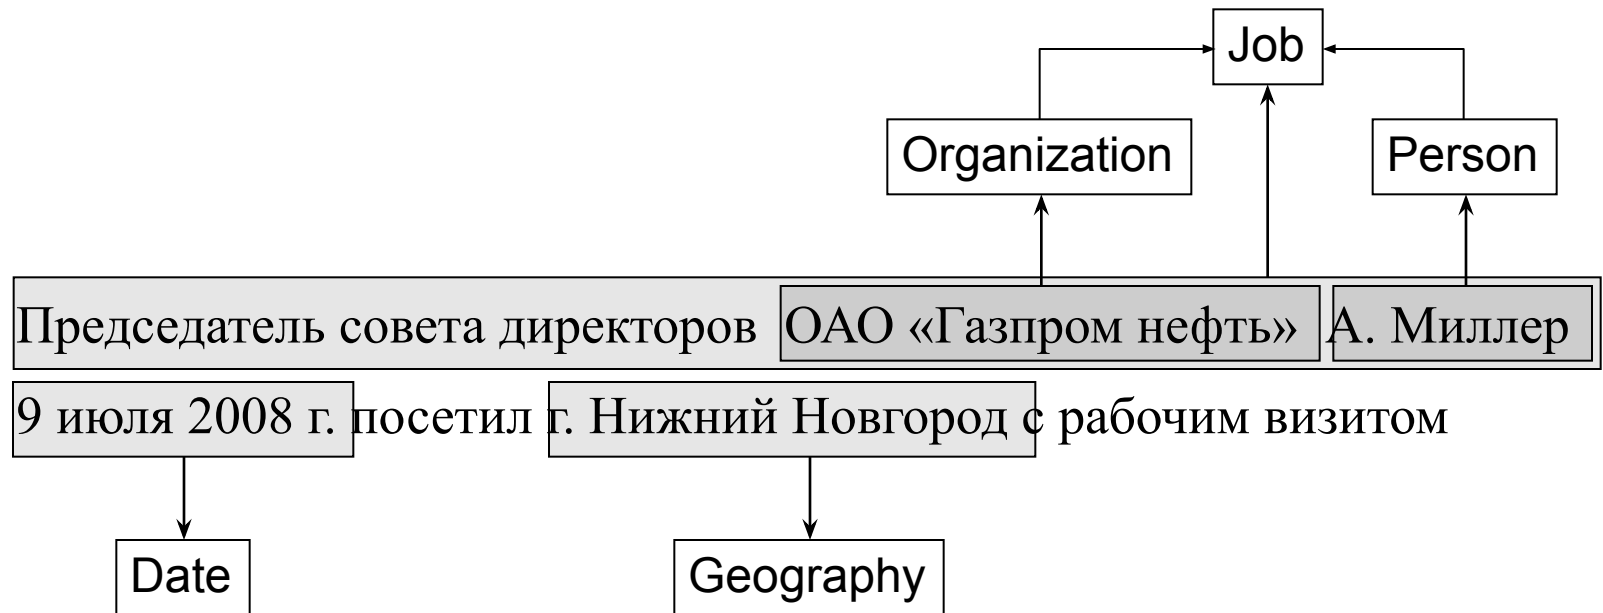 Job
Organization Person
Председатель совета директоров ОАО «Газпром нефть» А. Миллер
9 июля 2008 г. посетил г. Нижний Новгород с рабочим визитом
Date Geography